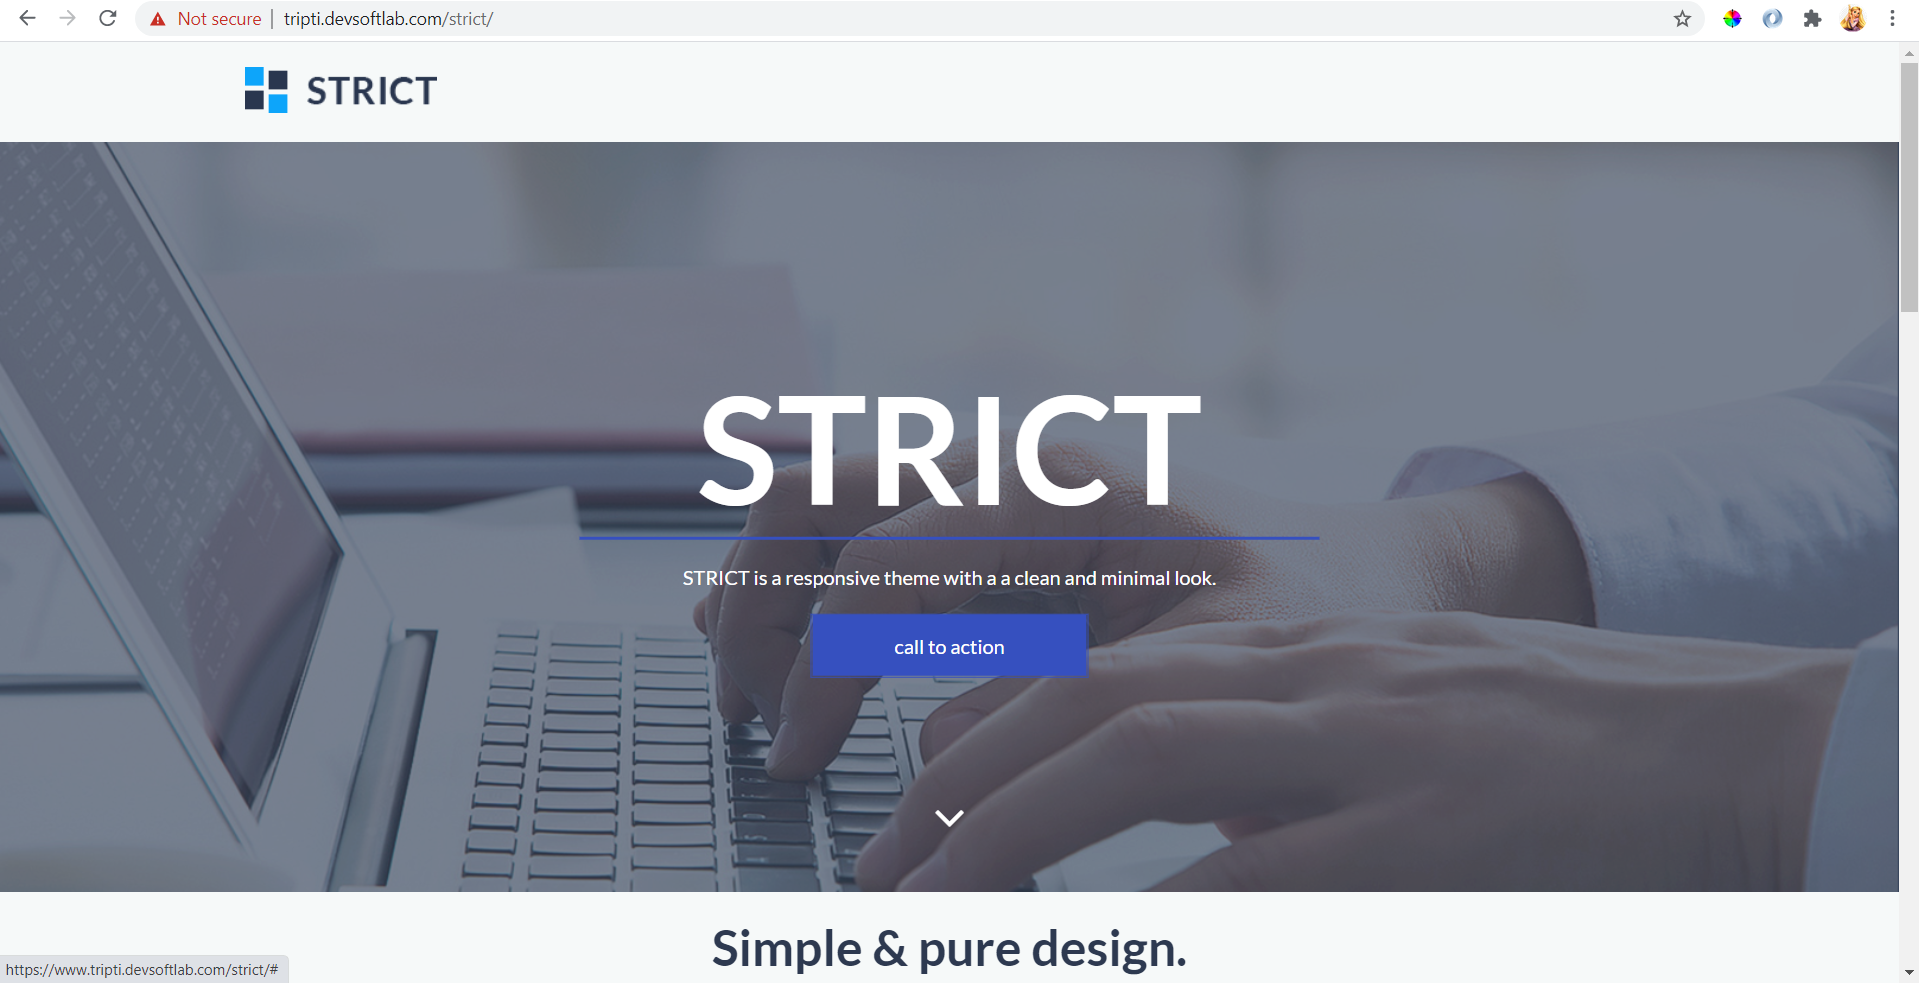 Not secure | tripti.devsoftlab.com/strict/
STRICT
STRICT
STRICT is a responsive theme with a a clean and minimal look.
call to action
Simple & pure design.
https://www.tripti.devsoftlab.com/strict/#